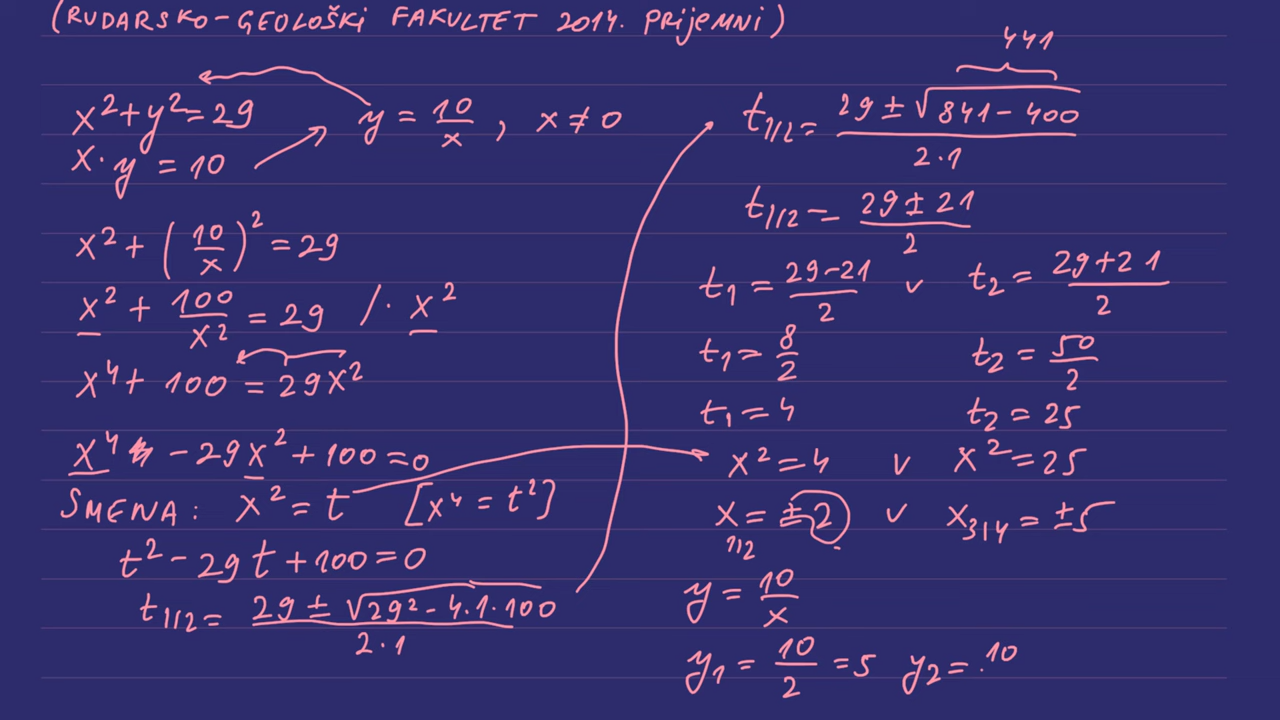 (RUDARSKO-GEOLOŠKI FAKULTET 2014. PRIJEMNI)
x²+y²=29
x·y=10
y = 10/x, x≠0
x² + (10/x)² = 29
x² + 100/x² = 29 /· x²
x⁴ + 100 = 29x²
x⁴ - 29x² + 100 = 0
SMENA: x² = t [x⁴ = t²]
t² - 29t + 100 = 0
t1/2 = (29 ± √(29² - 4.1.100))/(2·1)
441
t1/2 = (29 ± √(841 - 400))/(2·1)
t1/2 = (29 ± 21)/2
t₁ = (29-21)/2 v t₂ = (29+21)/2
t₁ = 8/2 t₂ = 50/2
t₁ = 4 t₂ = 25
x² = 4 v x² = 25
x1/2 = ±2 v x3/4 = ±5
y = 10/x
y₁ = 10/2 = 5 y₂ = 10